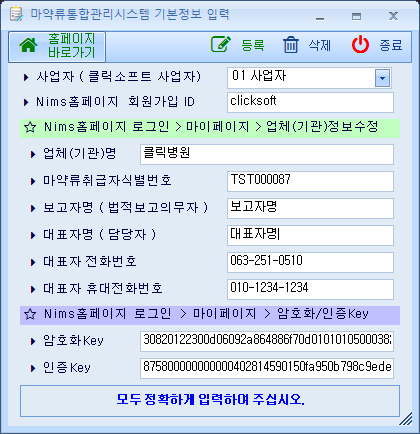 마약류통합관리시스템 기본정보 입력
홈페이지
바로가기
등록
삭제
종료
사업자 ( 클릭소프트 사업자) 01 사업자
Nims홈페이지 회원가입 ID clicksoft
☆ Nims홈페이지 로그인 > 마이페이지 > 업체(기관)정보수정
업체(기관)명 클릭병원
마약류취급자식별번호 TST000087
보고자명 ( 법적보고의무자 ) 보고자명
대표자명 ( 담당자 ) 대표자명
대표자 전화번호 063-251-0510
대표자 휴대전화번호 010-1234-1234
☆ Nims홈페이지 로그인 > 마이페이지 > 암호화/인증Key
암호화Key 30820122300d06092a864886f70d0101010500038
인증Key 87580000000000402814590150fa950b798c9ede
모두 정확하게 입력하여 주십시오.